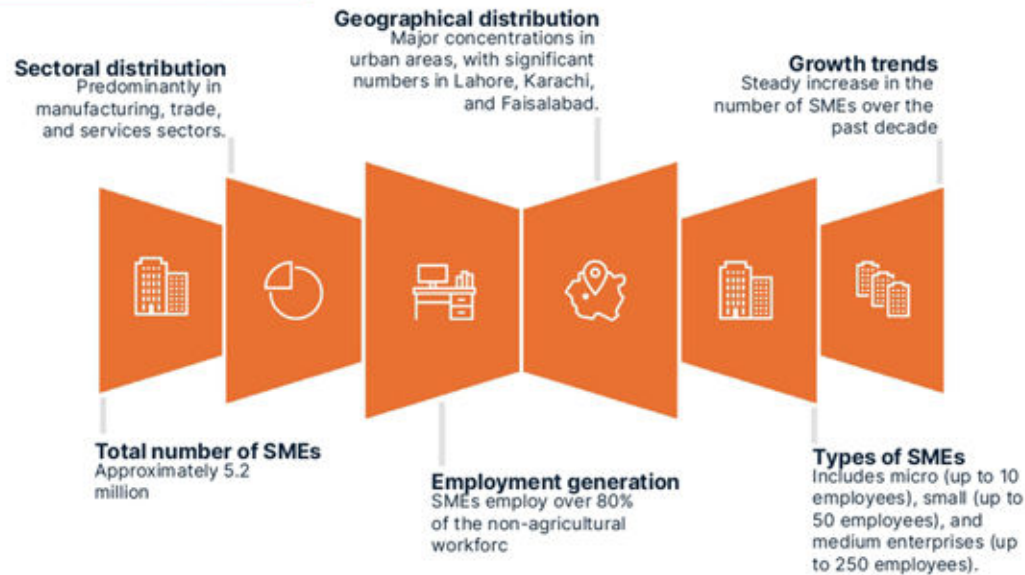 Sectoral distribution
Predominantly in
manufacturing, trade,
and services sectors.
Geographical distribution
Major concentrations in
urban areas, with significant
numbers in Lahore, Karachi,
and Faisalabad.
Growth trends
Steady increase in the
number of SMEs over the
past decade
Total number of SMEs
Approximately 5.2
million
Employment generation
SMEs employ over 80%
of the non-agricultural
workforc
Types of SMEs
Includes micro (up to 10
employees), small (up to
50 employees), and
medium enterprises (up
to 250 employees).